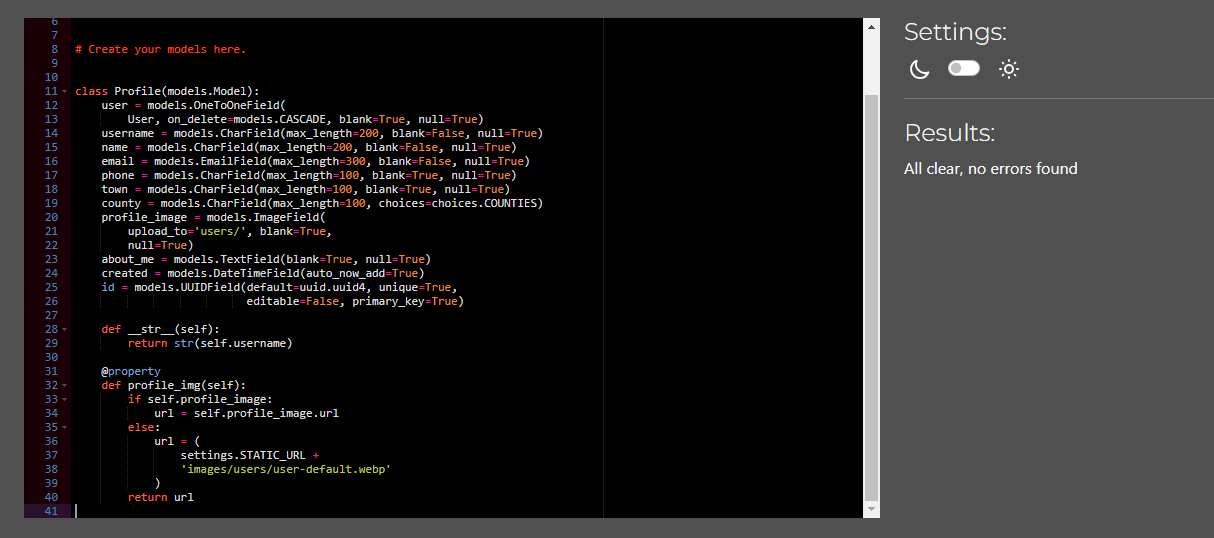 6
7
8 # Create your models here.
9
10
11 class Profile(models.Model):
12     user = models.OneToOneField(
13         User, on_delete=models.CASCADE, blank=True, null=True)
14     username = models.CharField(max_length=200, blank=False, null=True)
15     name = models.CharField(max_length=200, blank=False, null=True)
16     email = models.EmailField(max_length=300, blank=False, null=True)
17     phone = models.CharField(max_length=100, blank=True, null=True)
18     town = models.CharField(max_length=100, blank=True, null=True)
19     county = models.CharField(max_length=100, choices=choices.COUNTIES)
20     profile_image = models.ImageField(
21         upload_to='users/', blank=True,
22         null=True)
23     about_me = models.TextField(blank=True, null=True)
24     created = models.DateTimeField(auto_now_add=True)
25     id = models.UUIDField(default=uuid.uuid4, unique=True,
26                           editable=False, primary_key=True)
27
28     def __str__(self):
29         return str(self.username)
30
31     @property
32     def profile_img(self):
33         if self.profile_image:
34             url = self.profile_image.url
35         else:
36             url = (
37                 settings.STATIC_URL +
38                 'images/users/user-default.webp'
39             )
40         return url
41
Settings:
Results:
All clear, no errors found